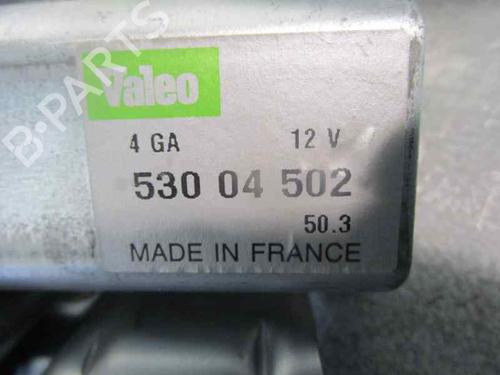 B-PARTS
Valeo
4 GA 12 V
530 04 502
50.3
MADE IN FRANCE